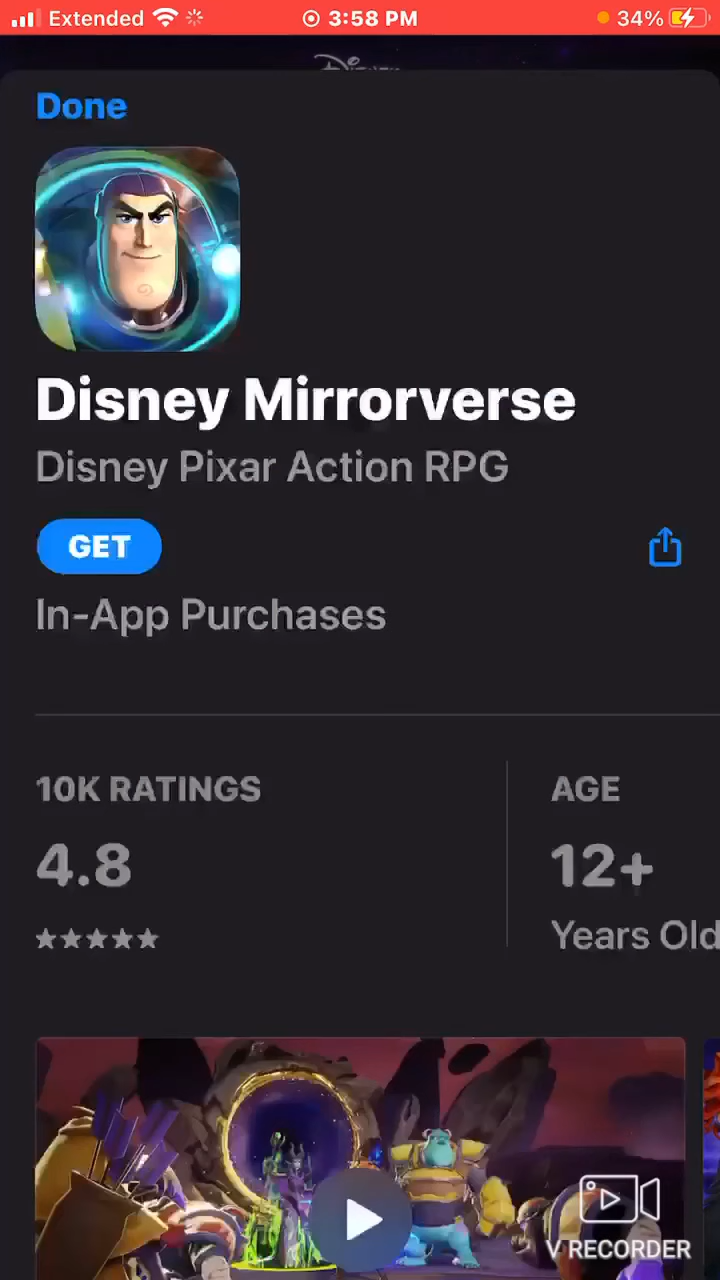 Extended 3:58 PM 34%
Disney
Done
Disney Mirrorverse
Disney Pixar Action RPG
GET
In-App Purchases
10K RATINGS
AGE
4.8
12+
Years Old
V RECORDER